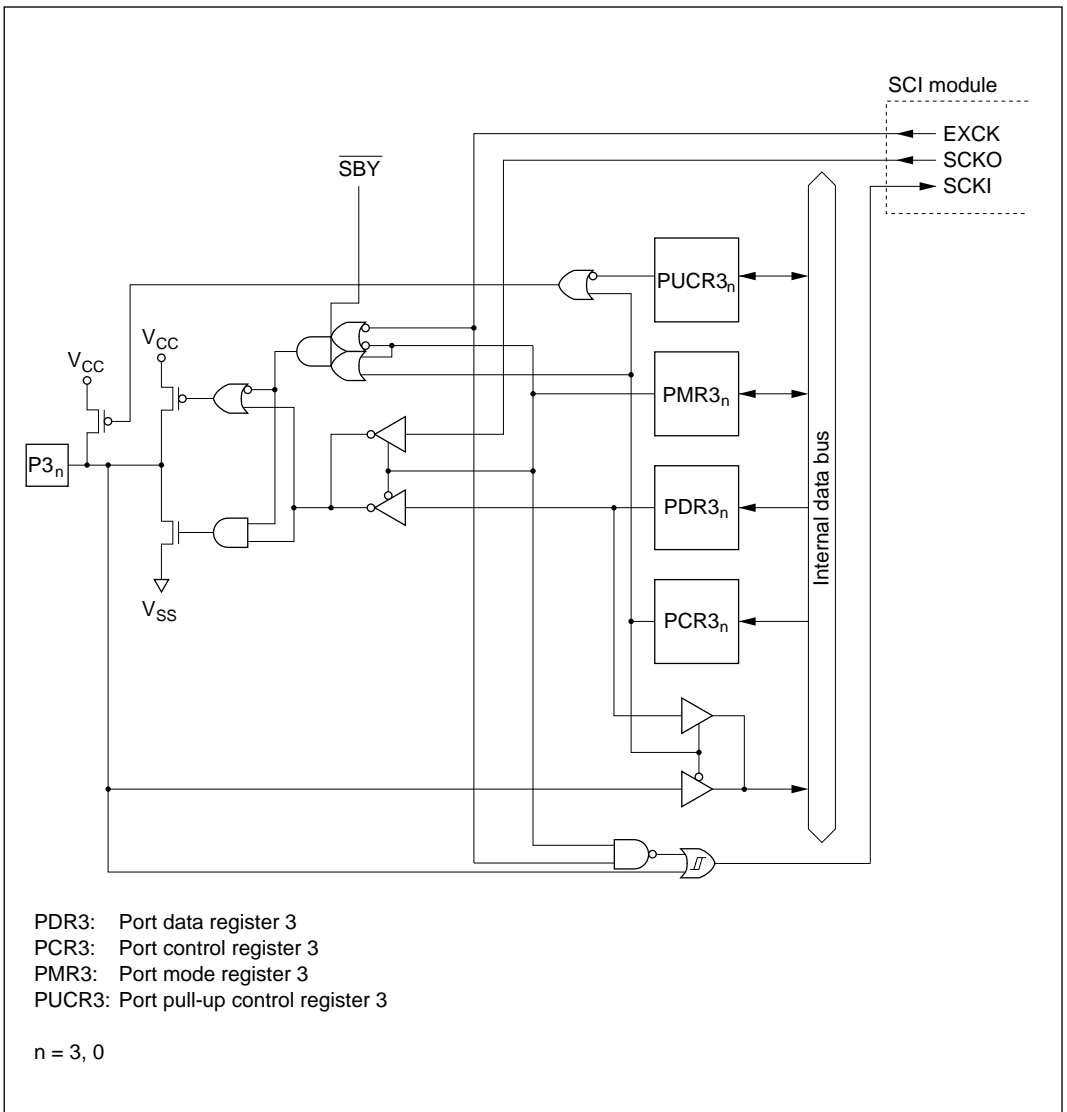 SCI module
EXCK
SCKO
SCKI
SBY
PUCR3n
VCC
VCC
PMR3n
P3n
PDR3n
Internal data bus
PCR3n
VSS
PDR3: Port data register 3
PCR3: Port control register 3
PMR3: Port mode register 3
PUCR3: Port pull-up control register 3
n = 3, 0